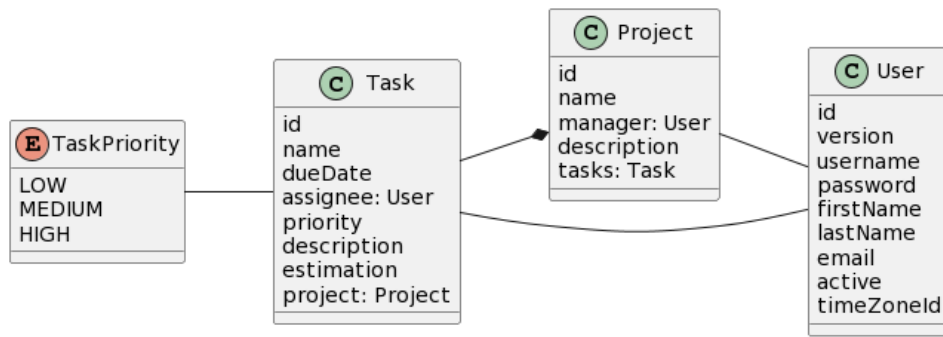 E TaskPriority
LOW
MEDIUM
HIGH
C Task
id
name
dueDate
assignee: User
priority
description
estimation
project: Project
C Project
id
name
manager: User
description
tasks: Task
C User
id
version
username
password
firstName
lastName
email
active
timeZoneId